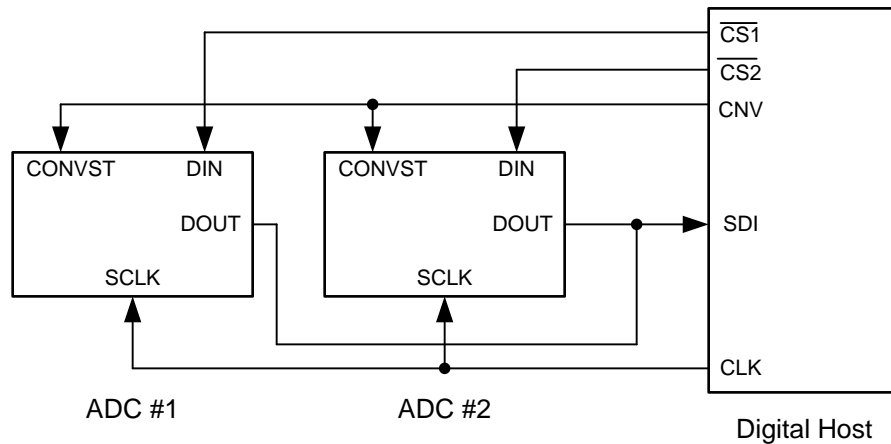 CS1
CS2
CNV
CONVST DIN
CONVST DIN
DOUT
DOUT
SDI
SCLK
SCLK
CLK
ADC #1
ADC #2
Digital Host